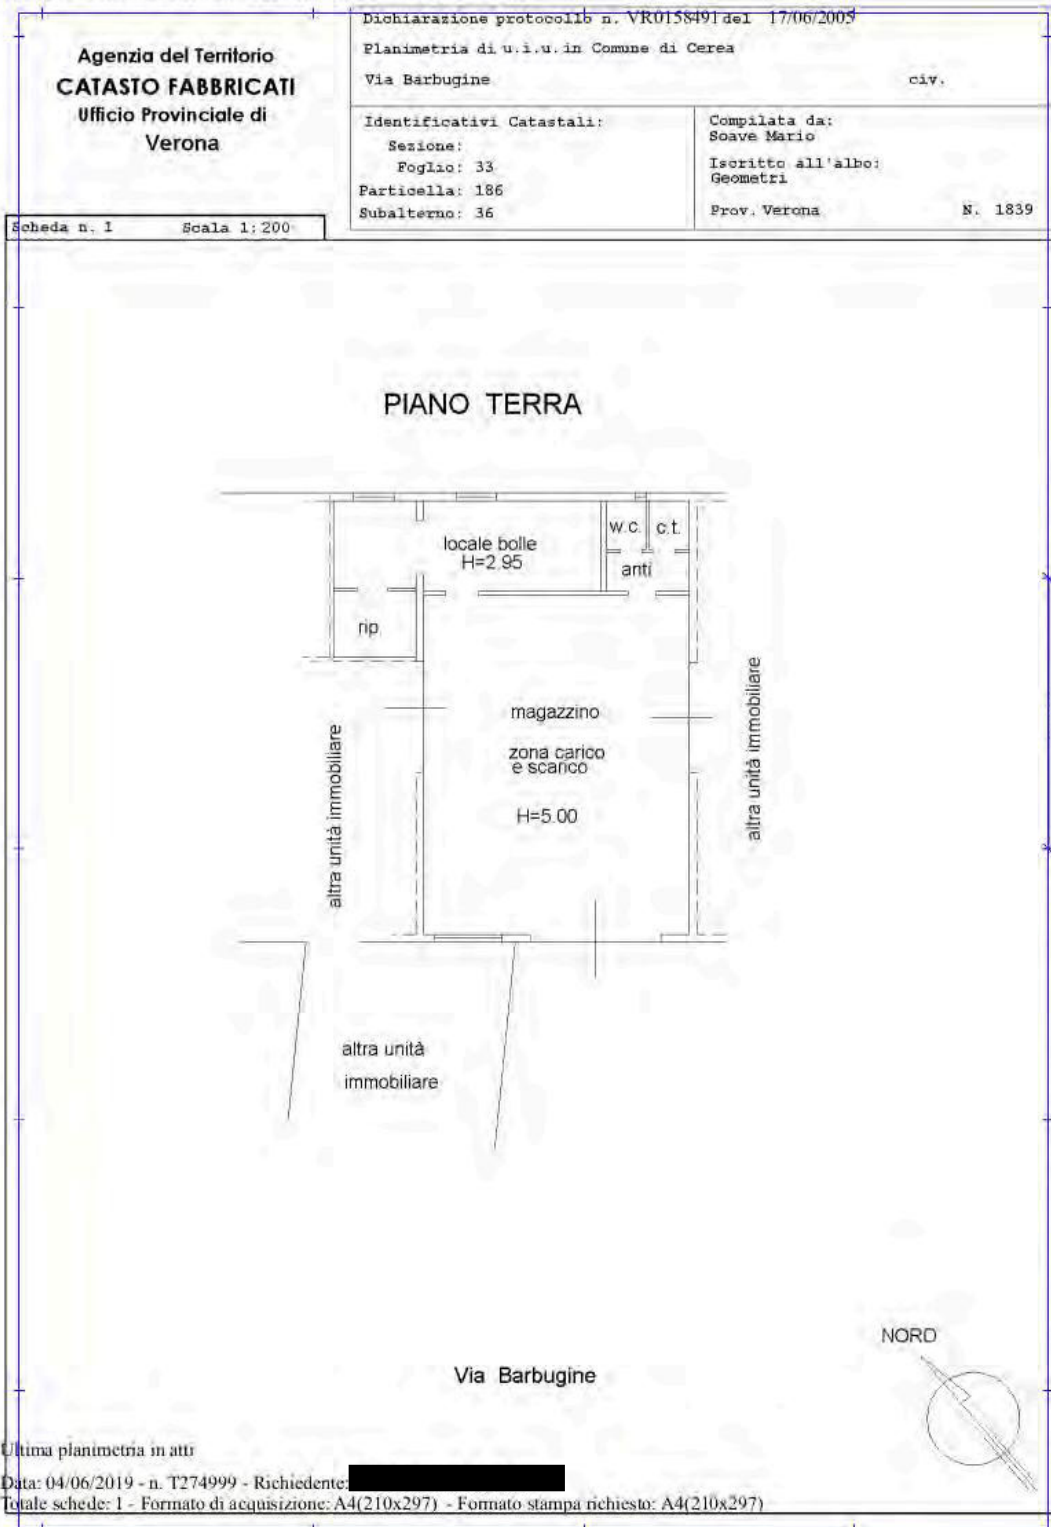 Agenzia del Territorio
CATASTO FABBRICATI
Ufficio Provinciale di
Verona
Scheda n. 1 Scala 1:200
Dichiarazione protocollo n. VR0158491 del 17/06/2005
Planimetria di u.i.u. in Comune di Cerea
Via Barbugine civ.
Identificativi Catastali:
Sezione:
Foglio: 33
Particella: 186
Subalterno: 36
Compilata da:
Soave Mario
Iscritto all'albo:
Geometri
Prov. Verona N. 1839
PIANO TERRA
w.c. c.t.
locale bolle
H=2.95
anti
rip
magazzino
zona carico
e scarico
H=5.00
altra unità immobiliare
altra unità immobiliare
altra unità
immobiliare
NORD
Via Barbugine
Ultima planimetria in atti
Data: 04/06/2019 - n. T274999 - Richiedente:
Totale schede: 1 - Formato di acquisizione: A4(210x297) - Formato stampa richiesto: A4(210x297)